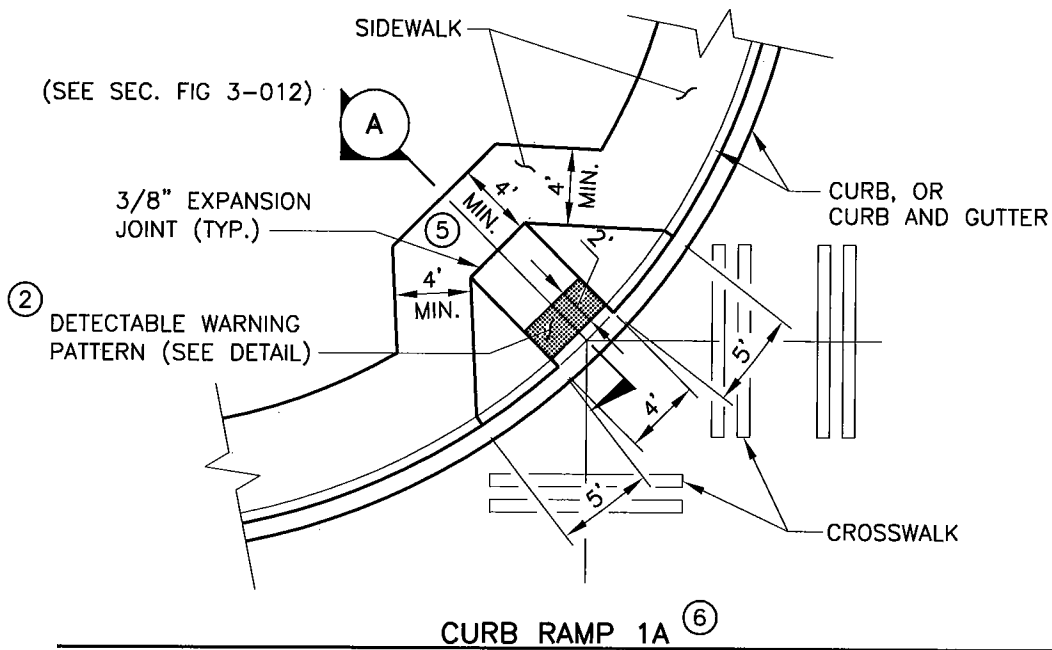 SIDEWALK
(SEE SEC. FIG 3-012)
A
3/8" EXPANSION
JOINT (TYP.)
4'
MIN.
4'
MIN.
5
2'
CURB, OR
CURB AND GUTTER
2
4'
MIN.
DETECTABLE WARNING
PATTERN (SEE DETAIL)
5'
4'
5'
CROSSWALK
CURB RAMP 1A 6